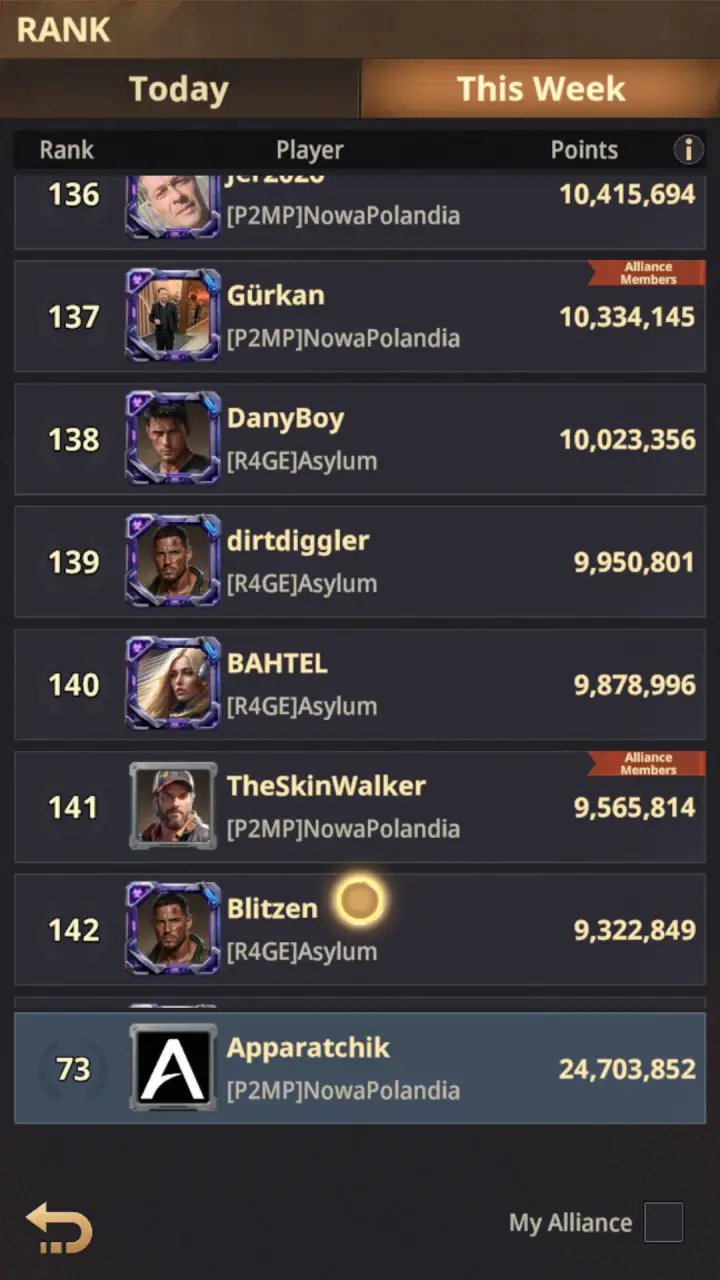 RANK
Today
This Week
Rank
Player
Points
136
10,415,694
[P2MP]NowaPolandia
Alliance
Members
137
Gürkan
10,334,145
[P2MP]NowaPolandia
138
DanyBoy
10,023,356
[R4GE]Asylum
139
dirtdiggler
9,950,801
[R4GE]Asylum
140
BAHTEL
9,878,996
[R4GE]Asylum
Alliance
Members
141
TheSkinWalker
9,565,814
[P2MP]NowaPolandia
142
Blitzen
9,322,849
[R4GE]Asylum
73
Apparatchik
24,703,852
[P2MP]NowaPolandia
My Alliance